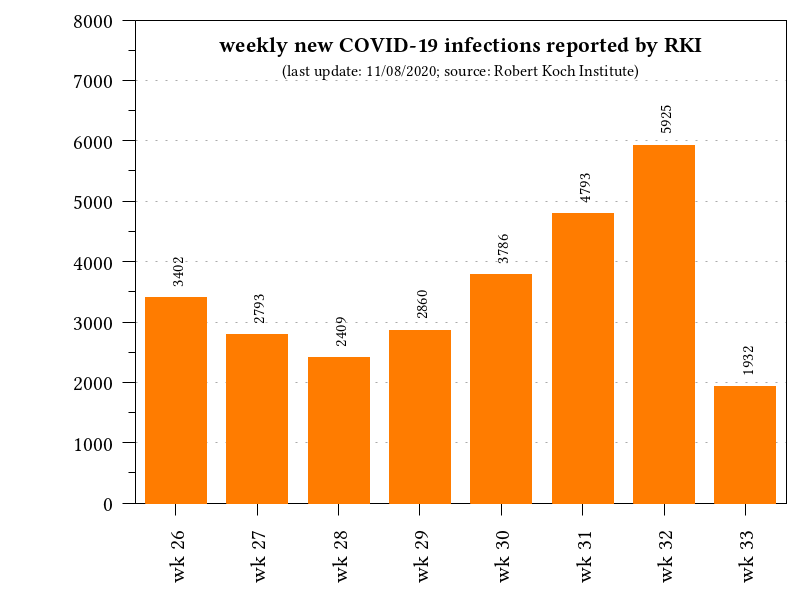 weekly new COVID-19 infections reported by RKI
(last update: 11/08/2020; source: Robert Koch Institute)
8000
7000
6000
5000
4000
3000
2000
1000
0
3402
2793
2409
2860
3786
4793
5925
1932
wk 26
wk 27
wk 28
wk 29
wk 30
wk 31
wk 32
wk 33